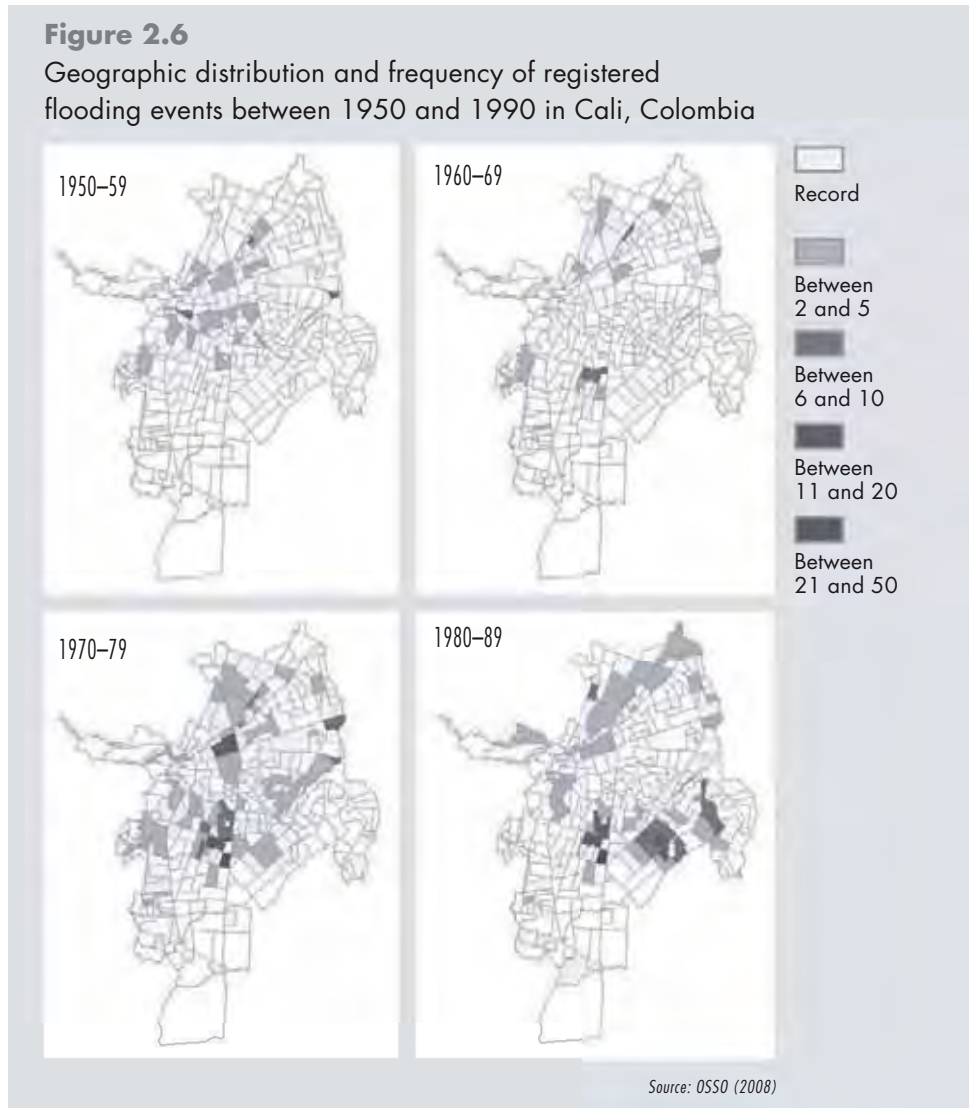 Figure 2.6
Geographic distribution and frequency of registered
flooding events between 1950 and 1990 in Cali, Colombia
1950–59
1960–69
Record
Between
2 and 5
Between
6 and 10
Between
11 and 20
Between
21 and 50
1970–79
1980–89
Source: OSSO (2008)